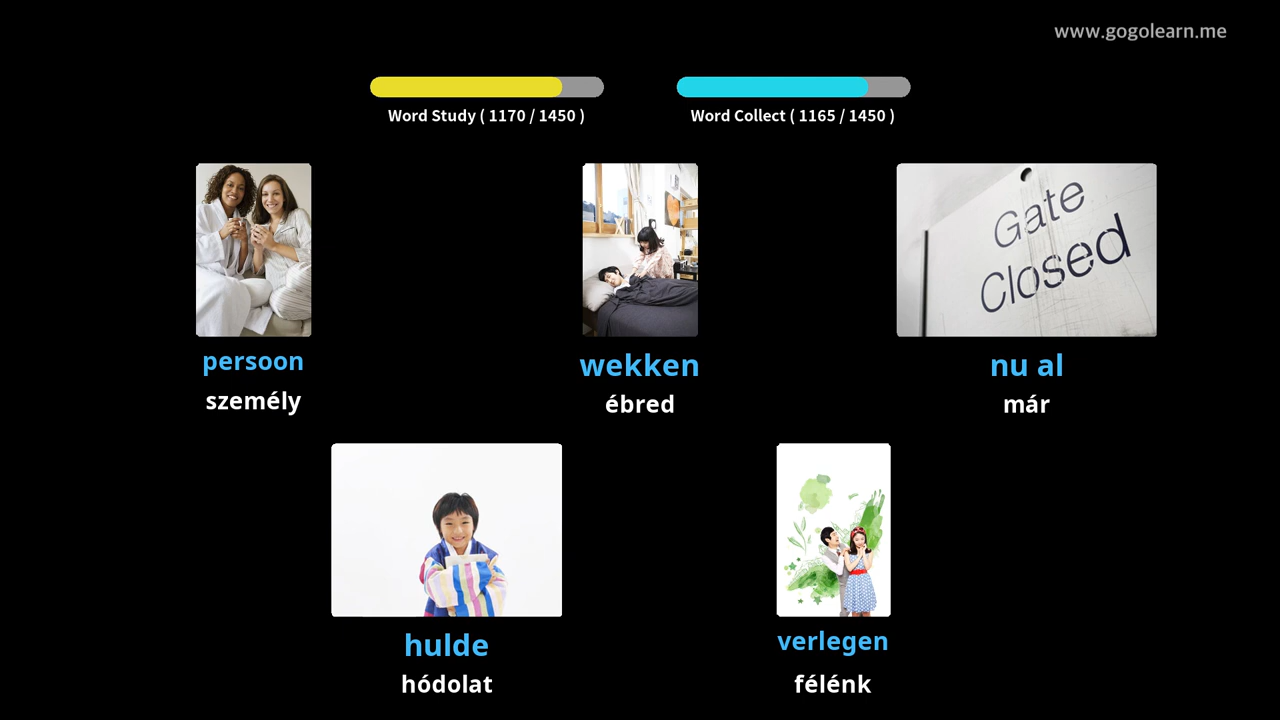 www.gogolearn.me
Word Study ( 1170 / 1450 )
Word Collect ( 1165 / 1450 )
Gate
Closed
persoon
személy
wekken
ébred
nu al
már
hulde
hódolat
verlegen
félénk